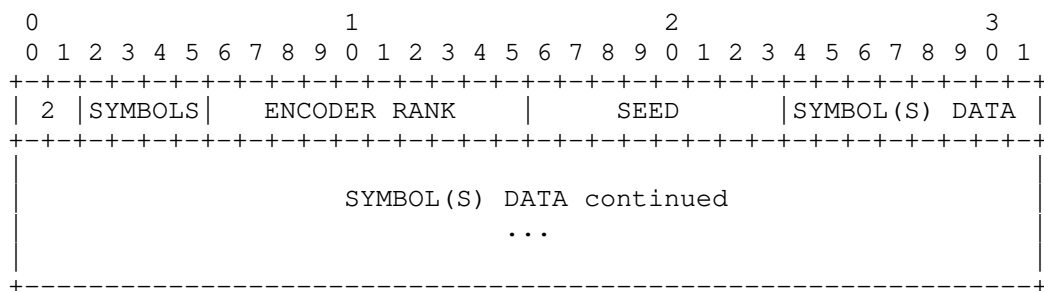 0                   1                   2                   3
 0 1 2 3 4 5 6 7 8 9 0 1 2 3 4 5 6 7 8 9 0 1 2 3 4 5 6 7 8 9 0 1
+-+-+-+-+-+-+-+-+-+-+-+-+-+-+-+-+-+-+-+-+-+-+-+-+-+-+-+-+-+-+-+-+
| 2 |SYMBOLS|   ENCODER RANK    |     SEED      |SYMBOL(S) DATA |
+-+-+-+-+-+-+-+-+-+-+-+-+-+-+-+-+-+-+-+-+-+-+-+-+-+-+-+-+-+-+-+-+
|                                                               |
|                    SYMBOL(S) DATA continued                   |
|                              ...                              |
|                                                               |
+---------------------------------------------------------------+